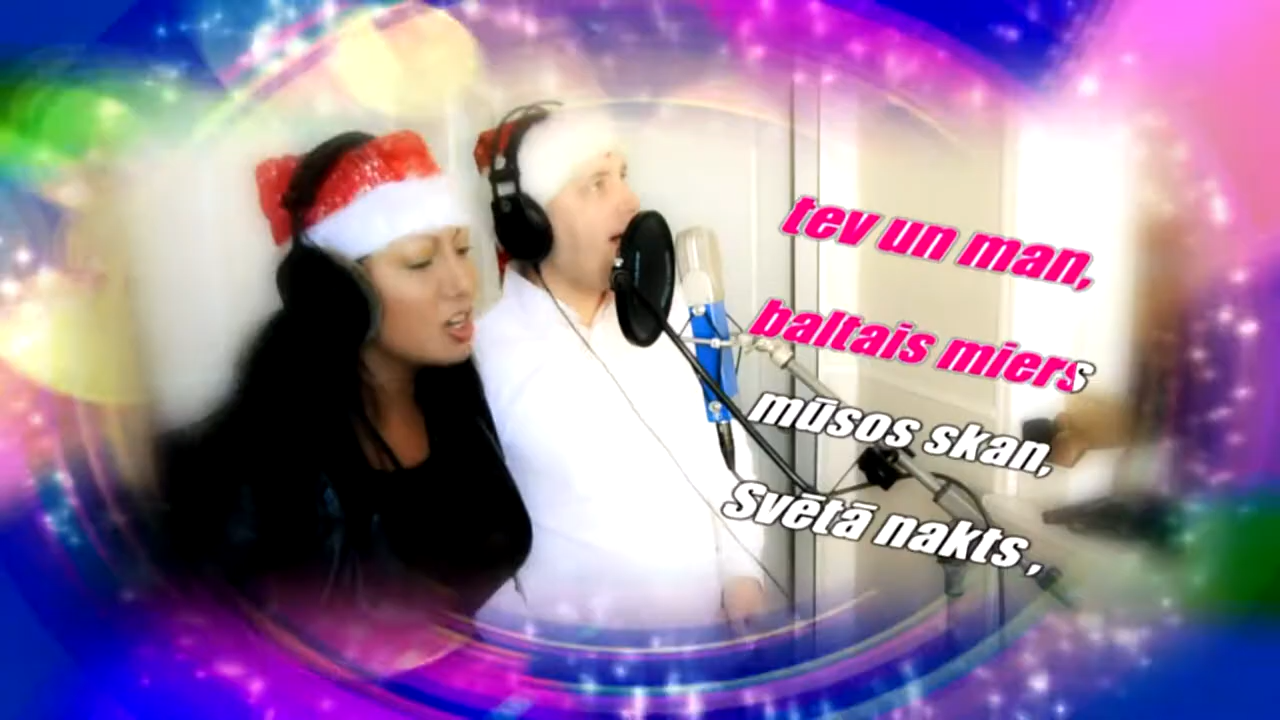 tev un man,
baltais miers
mūsos skan,
Svētā nakts ,